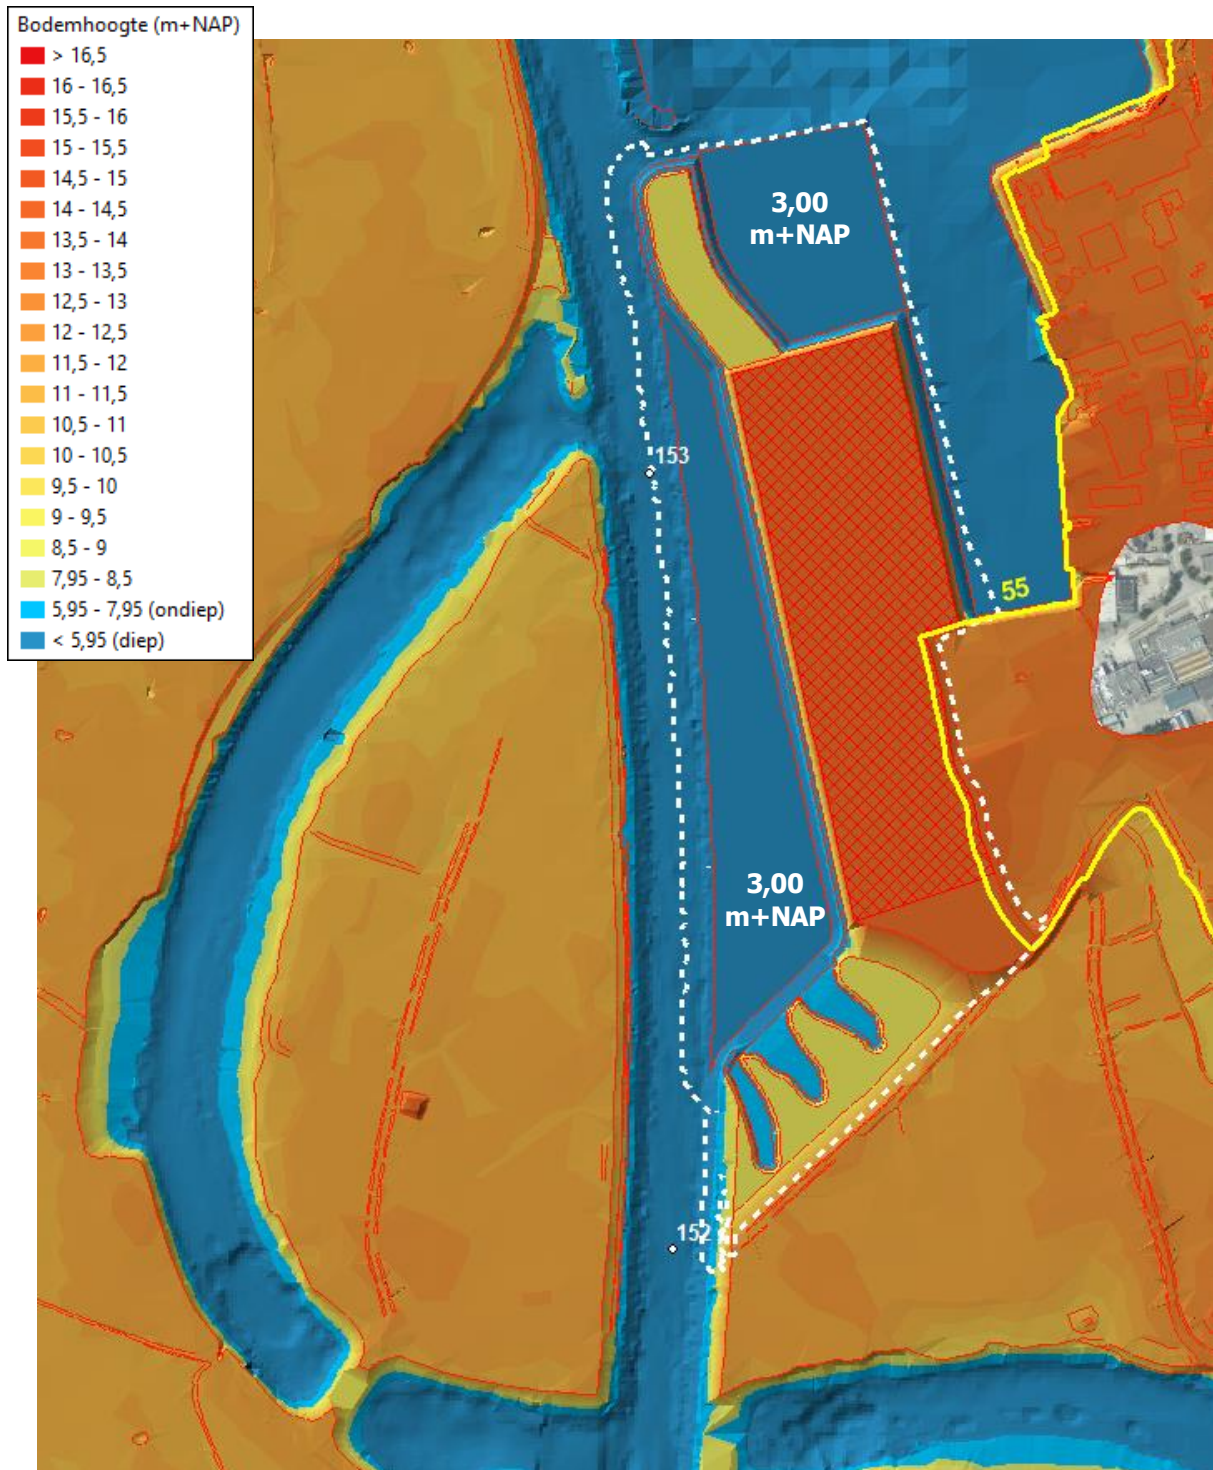 Bodemhoogte (m+NAP)
> 16,5
16 - 16,5
15,5 - 16
15 - 15,5
14,5 - 15
14 - 14,5
13,5 - 14
13 - 13,5
12,5 - 13
12 - 12,5
11,5 - 12
11 - 11,5
10,5 - 11
10 - 10,5
9,5 - 10
9 - 9,5
8,5 - 9
7,95 - 8,5
5,95 - 7,95 (ondiep)
< 5,95 (diep)
3,00
m+NAP
153
55
3,00
m+NAP
152